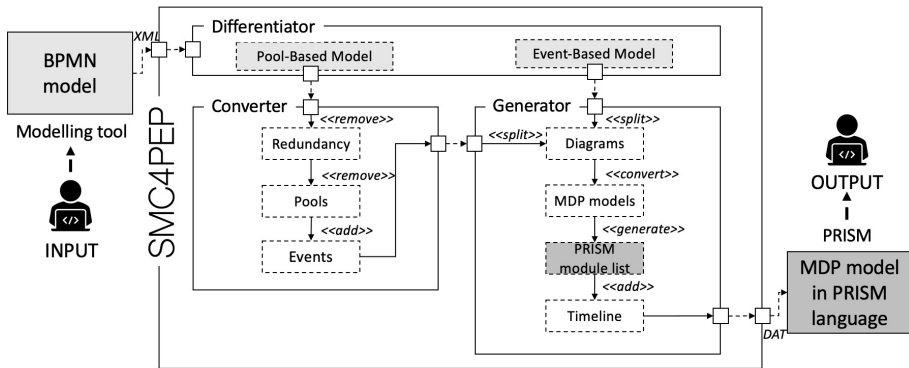 XML
BPMN
model
Modelling tool
INPUT
SMC4PEP
Differentiator
Pool-Based Model
Event-Based Model
Converter
<<remove>>
Redundancy
<<remove>>
Pools
<<add>>
Events
Generator
<<split>>
<<split>>
Diagrams
<<convert>>
MDP models
<<generate>>
PRISM
module list
<<add>>
Timeline
OUTPUT
PRISM
MDP model
in PRISM
language
DAT